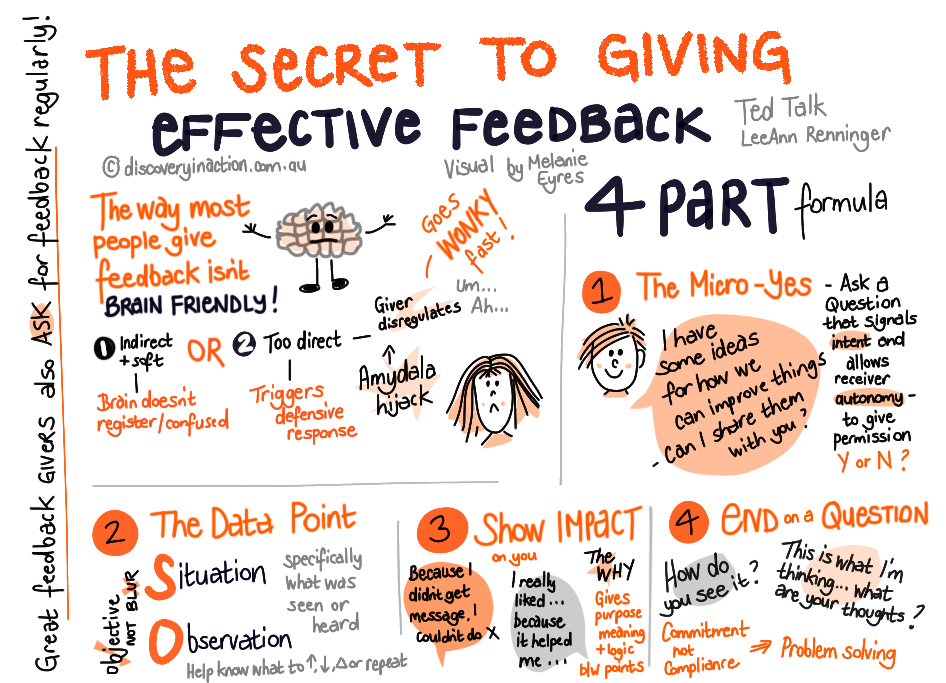 Great feedback Givers also ASK for feedback regularly!
THE SECRET TO GIVING
EFFECTIVE FEEDBACK
Ted Talk
LeeAnn Renninger
© discoveryinaction.com.au
Visual by Melanie
Eyres
The way most
people give
feedback isn't
BRAIN FRIENDLY!
Goes
WONKY
fast!
Um...
Ah...
1 Indirect
+ soft
Brain doesn't
register/confused
OR
2 Too direct
Triggers
defensive
response
Giver
disregulates
Amydala
hijack
4 PART formula
1 The Micro-Yes
I have
some ideas
for how we
can improve things
- Can I share them
with you?
- Ask a
Question
that signals
intent and
allows
receiver
autonomy -
to give
permission
Y or N?
2 The Data Point
Objective
NOT BLUR
Situation
Observation
specifically
what was
seen or
heard
Help know what to ↑, ↓, Δ or repeat
3 Show IMPACT
on you
Because I
didn't get
message, I
couldn't do X
I really
liked...
because
it helped
me...
The
WHY
Gives
purpose
meaning
+ logic
b/w points
4 END on a QUESTION
How do
you see it?
This is what I'm
thinking... what
are your thoughts?
Commitment
not
Compliance
⇒ Problem solving